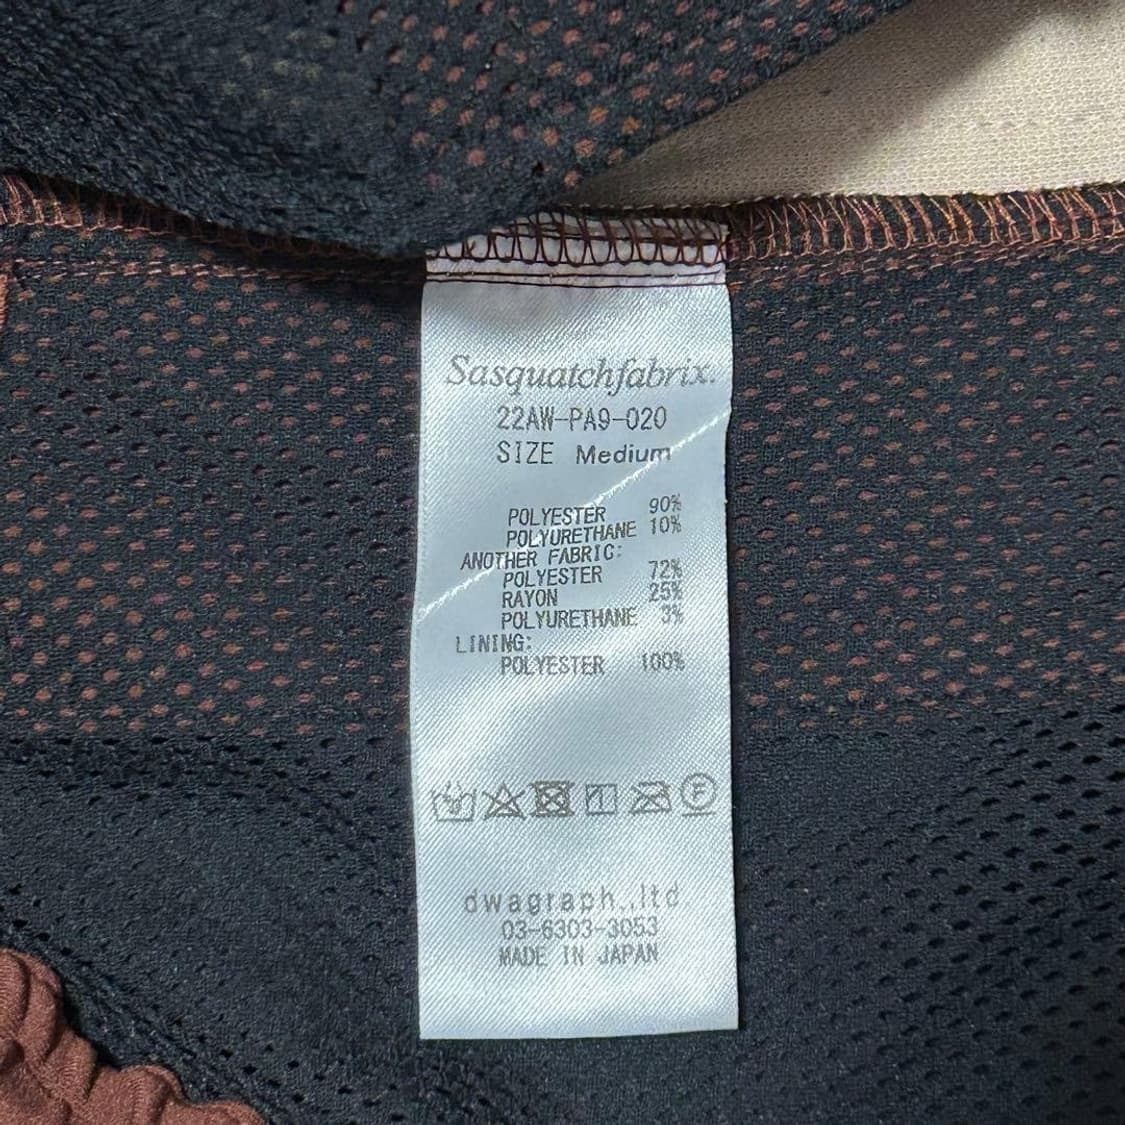 Sasquatchfabrix.
22AW-PA9-020
SIZE Medium
POLYESTER 90%
POLYURETHANE 10%
ANOTHER FABRIC:
POLYESTER 72%
RAYON 25%
POLYURETHANE 3%
LINING:
POLYESTER 100%
F
dwagraph.,ltd.
03-6303-3053
MADE IN JAPAN